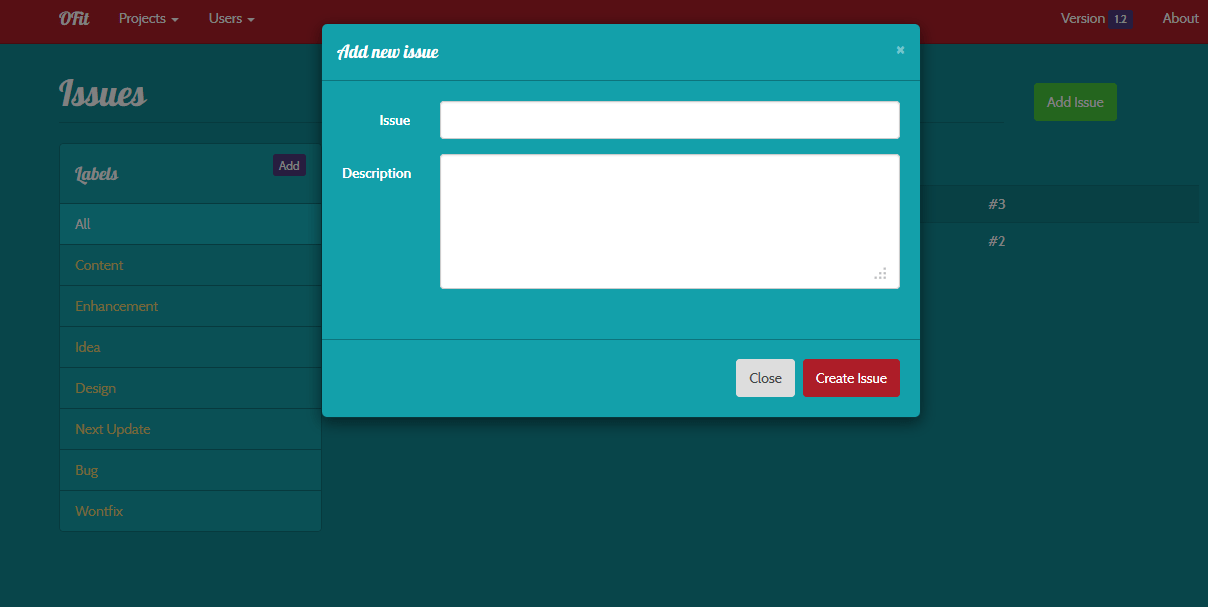 OFit Projects Users Version 1.2 About
Add new issue ×
Issues
Add Issue
Issue
Labels Add
Description
All
#3
#2
Content
Enhancement
Idea
Design
Close Create Issue
Next Update
Bug
Wontfix